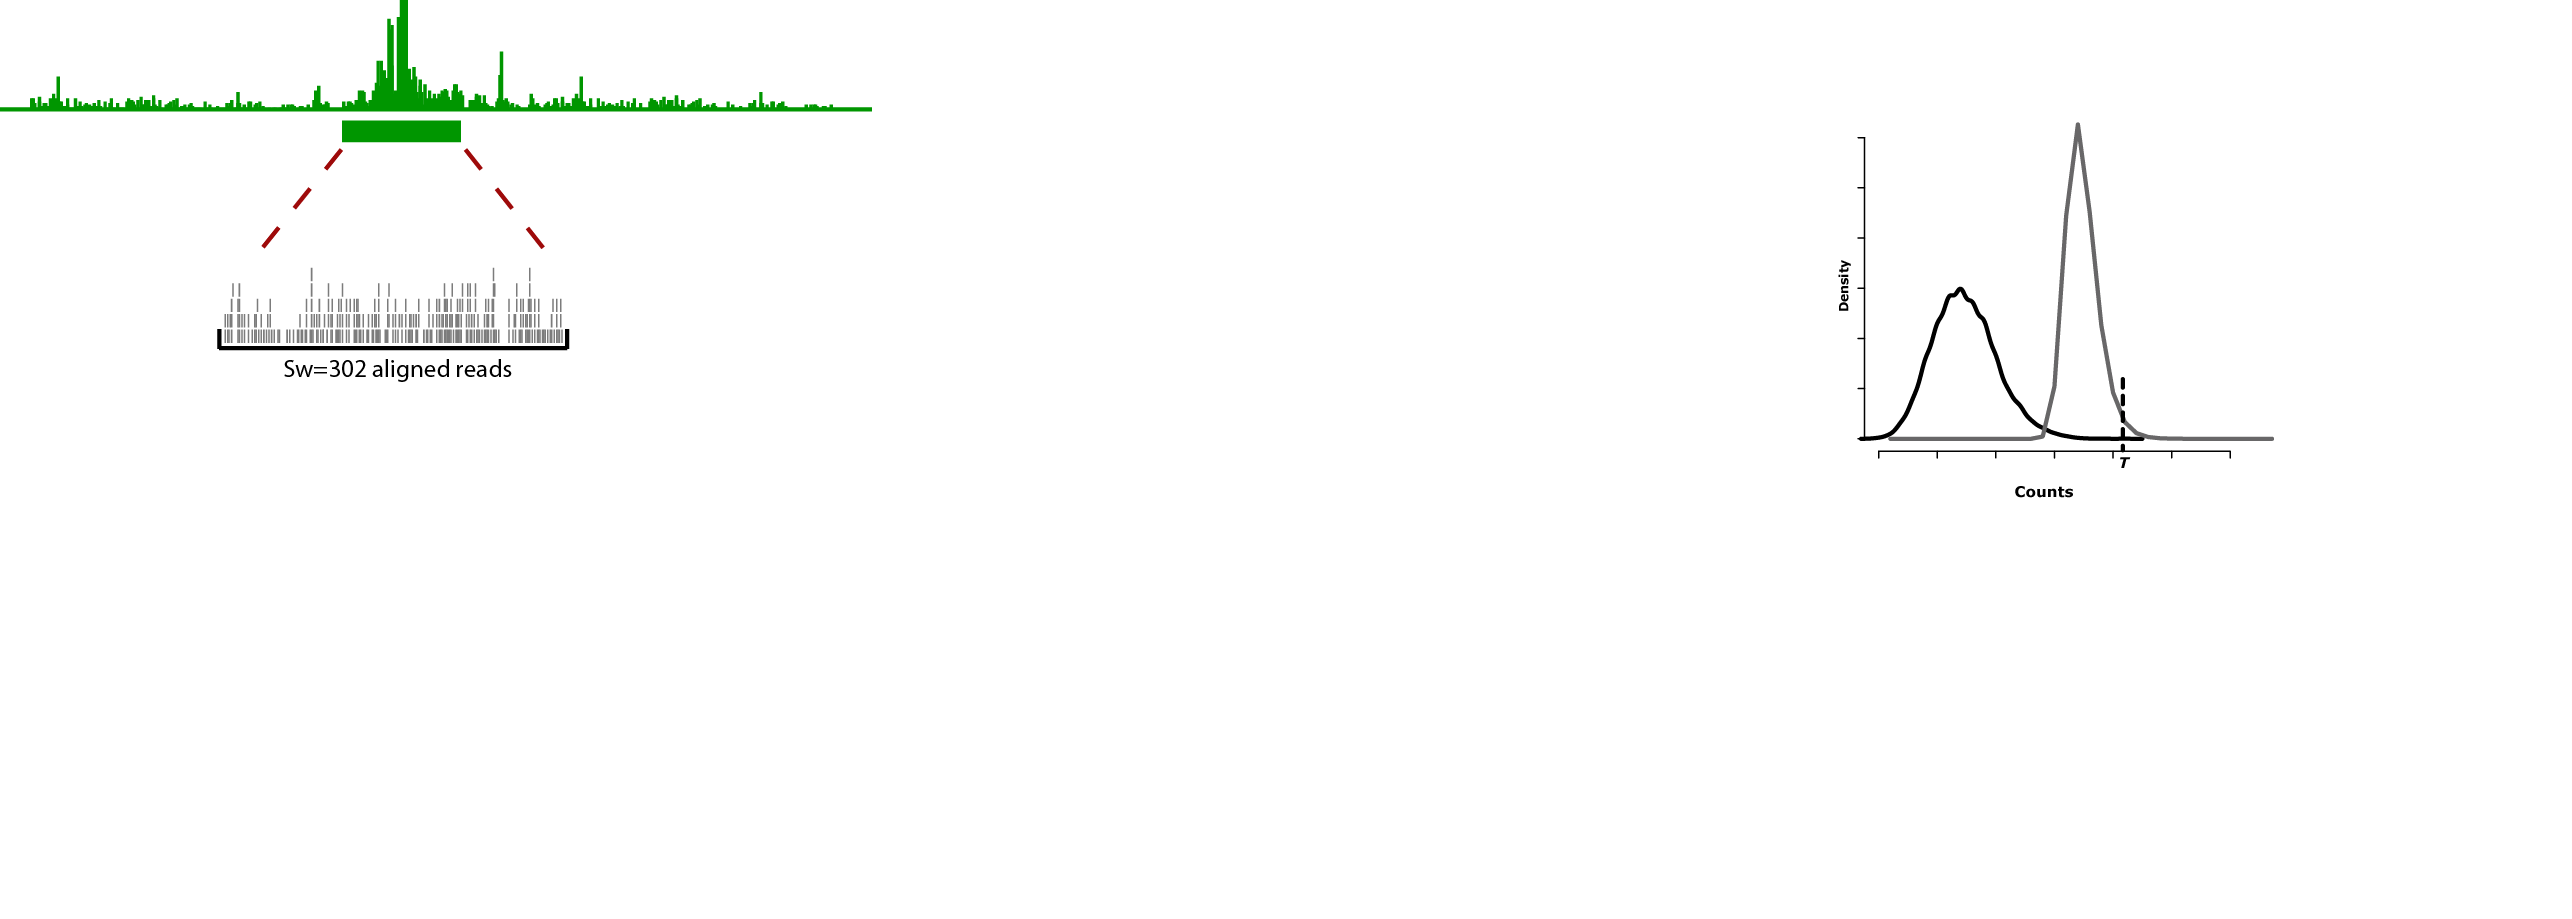 Sw=302 aligned reads
Density
T
Counts